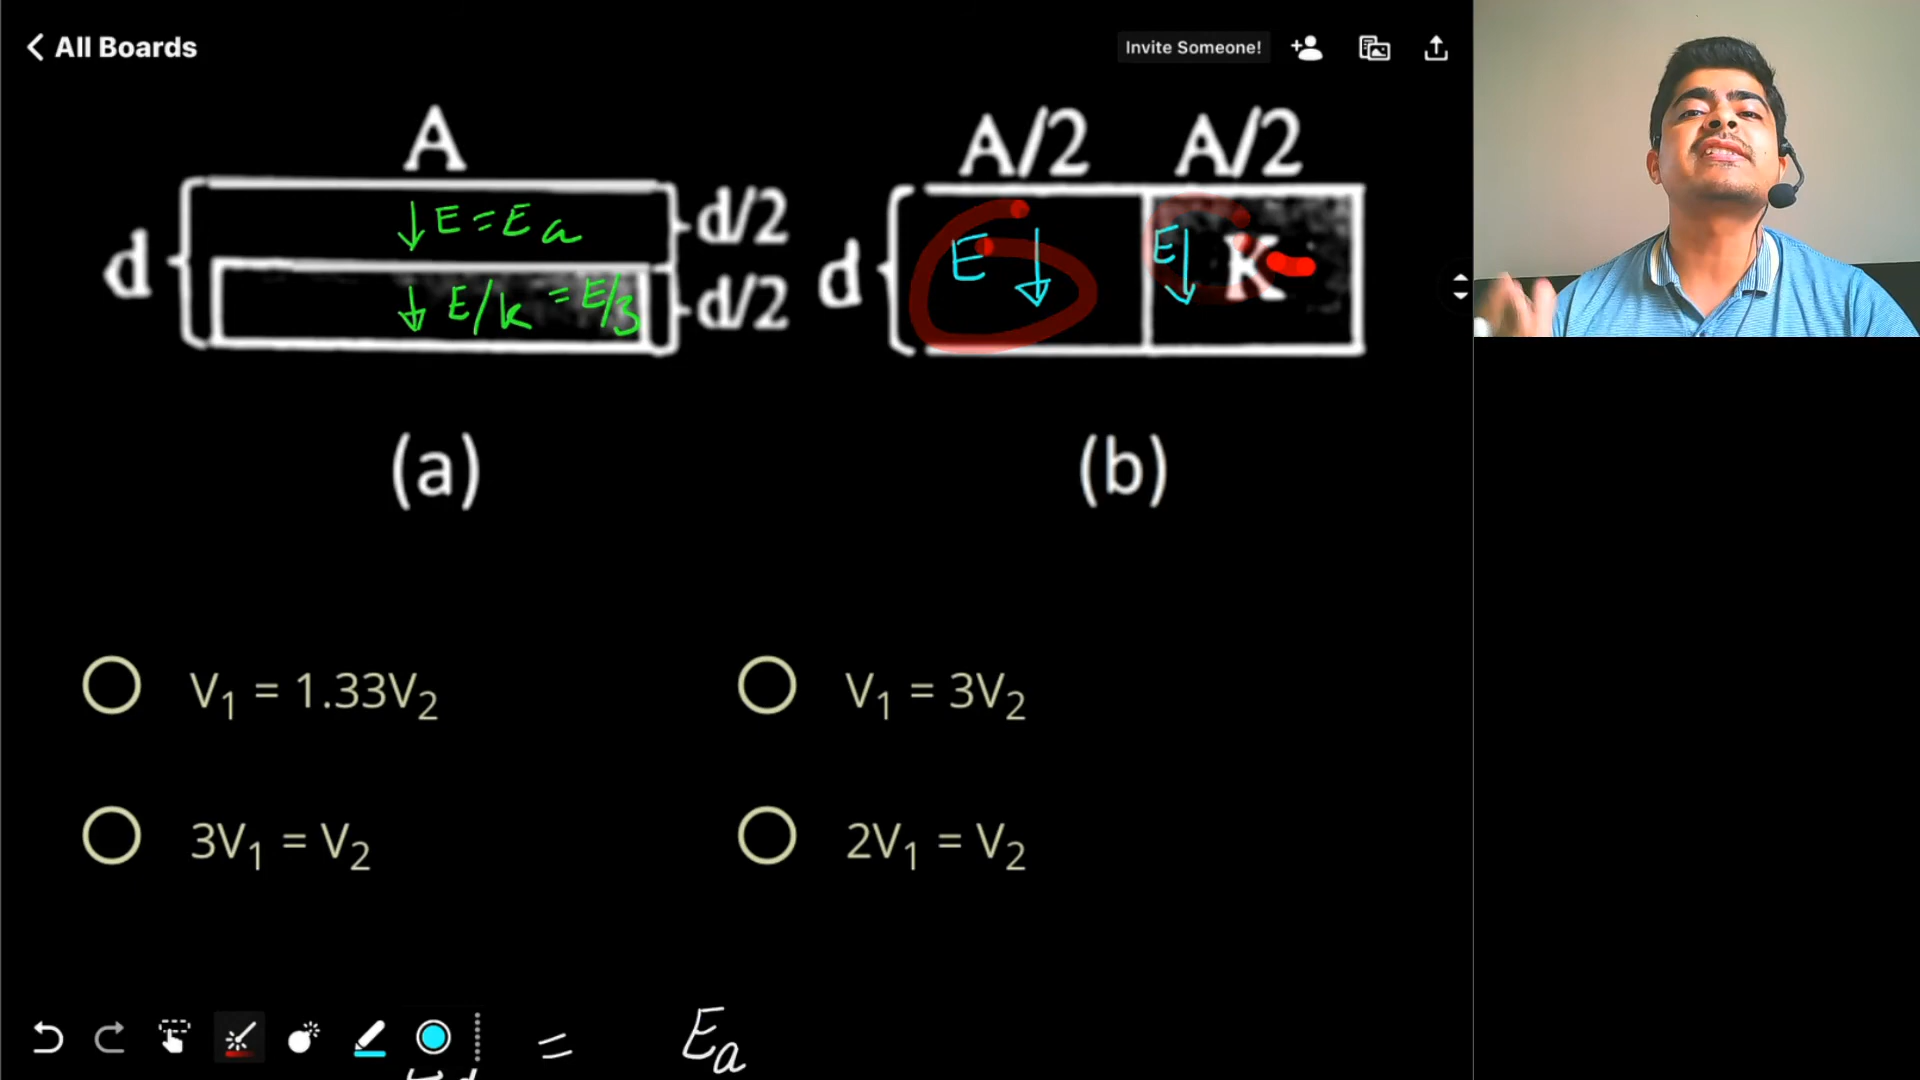 All Boards
Invite Someone!
A
d
↓ E = E a
↓ E/k = E/3
d/2
d/2
(a)
A/2 A/2
d
E ↓
E ↓ K
(b)
V₁ = 1.33V₂
V₁ = 3V₂
3V₁ = V₂
2V₁ = V₂
= Ea